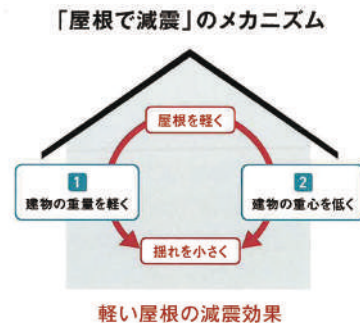 「屋根で減震」のメカニズム
屋根を軽く
1
建物の重量を軽く
2
建物の重心を低く
揺れを小さく
軽い屋根の減震効果